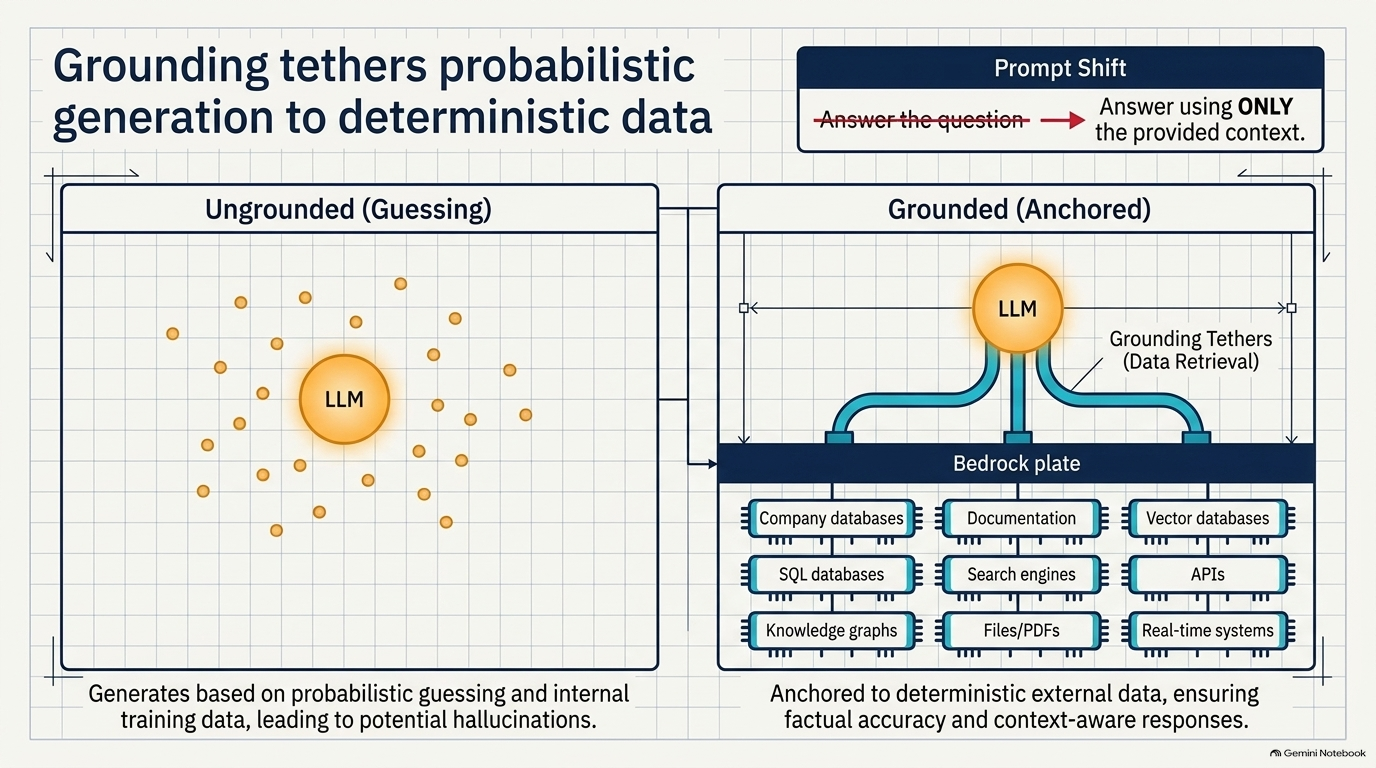 Grounding tethers probabilistic
generation to deterministic data
Prompt Shift
Answer the question
Answer using ONLY
the provided context.
Ungrounded (Guessing)
LLM
Generates based on probabilistic guessing and internal
training data, leading to potential hallucinations.
Grounded (Anchored)
LLM
Grounding Tethers
(Data Retrieval)
Bedrock plate
Company databases
Documentation
Vector databases
SQL databases
Search engines
APIs
Knowledge graphs
Files/PDFs
Real-time systems
Anchored to deterministic external data, ensuring
factual accuracy and context-aware responses.
Gemini Notebook